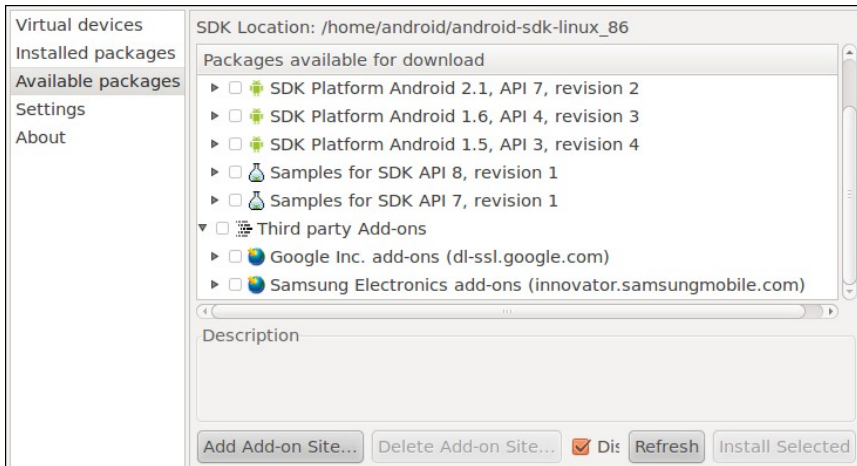 Virtual devices
Installed packages
Available packages
Settings
About
SDK Location: /home/android/android-sdk-linux_86
Packages available for download
SDK Platform Android 2.1, API 7, revision 2
SDK Platform Android 1.6, API 4, revision 3
SDK Platform Android 1.5, API 3, revision 4
Samples for SDK API 8, revision 1
Samples for SDK API 7, revision 1
Third party Add-ons
Google Inc. add-ons (dl-ssl.google.com)
Samsung Electronics add-ons (innovator.samsungmobile.com)
Description
Add Add-on Site... Delete Add-on Site... Dis Refresh Install Selected